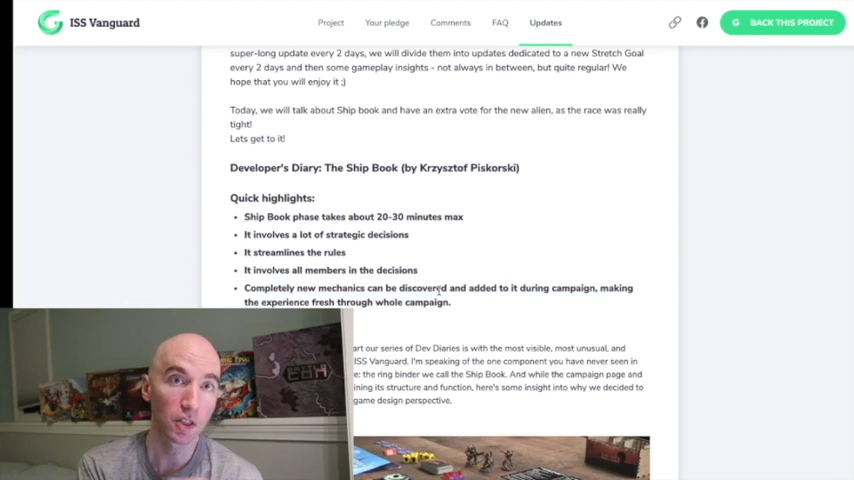 ISS Vanguard
Project
Your pledge
Comments
FAQ
Updates
BACK THIS PROJECT
super-long update every 2 days, we will divide them into updates dedicated to a new Stretch Goal
every 2 days and then some gameplay insights - not always in between, but quite regular! We
hope that you will enjoy it ;)
Today, we will talk about Ship book and have an extra vote for the new alien, as the race was really
tight!
Lets get to it!
Developer's Diary: The Ship Book (by Krzysztof Piskorski)
Quick highlights:
• Ship Book phase takes about 20-30 minutes max
• It involves a lot of strategic decisions
• It streamlines the rules
• It involves all members in the decisions
• Completely new mechanics can be discovered and added to it during campaign, making
the experience fresh through whole campaign.
art our series of Dev Diaries is with the most visible, most unusual, and
ISS Vanguard. I'm speaking of the one component you have never seen in
e: the ring binder we call the Ship Book. And while the campaign page and
ining its structure and function, here's some insight into why we decided to
game design perspective.